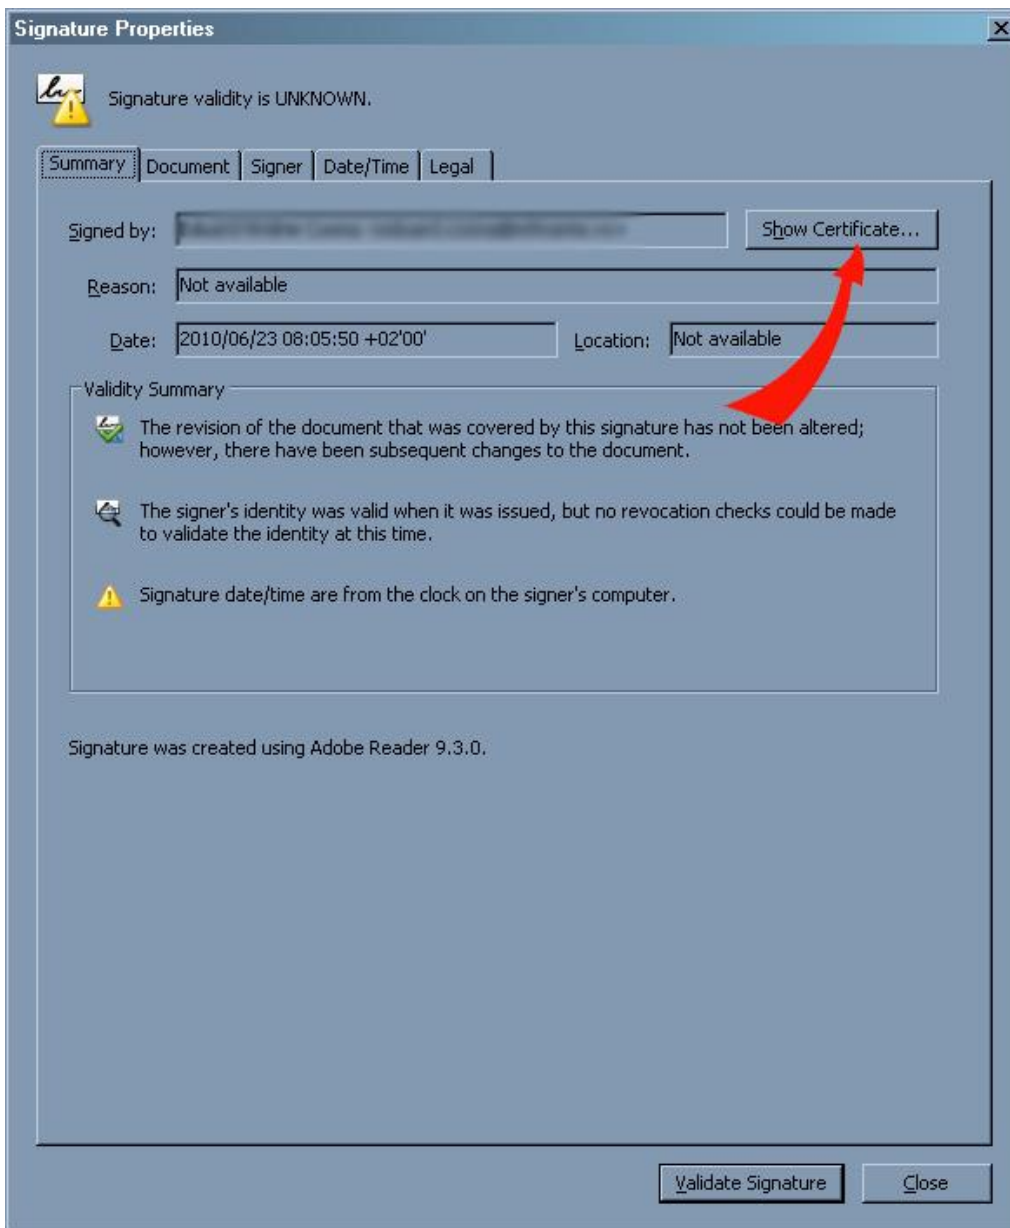 Signature Properties
Signature validity is UNKNOWN.
Summary Document Signer Date/Time Legal
Signed by: Show Certificate...
Reason: Not available
Date: 2010/06/23 08:05:50 +02'00' Location: Not available
Validity Summary
The revision of the document that was covered by this signature has not been altered;
however, there have been subsequent changes to the document.
The signer's identity was valid when it was issued, but no revocation checks could be made
to validate the identity at this time.
Signature date/time are from the clock on the signer's computer.
Signature was created using Adobe Reader 9.3.0.
Validate Signature Close